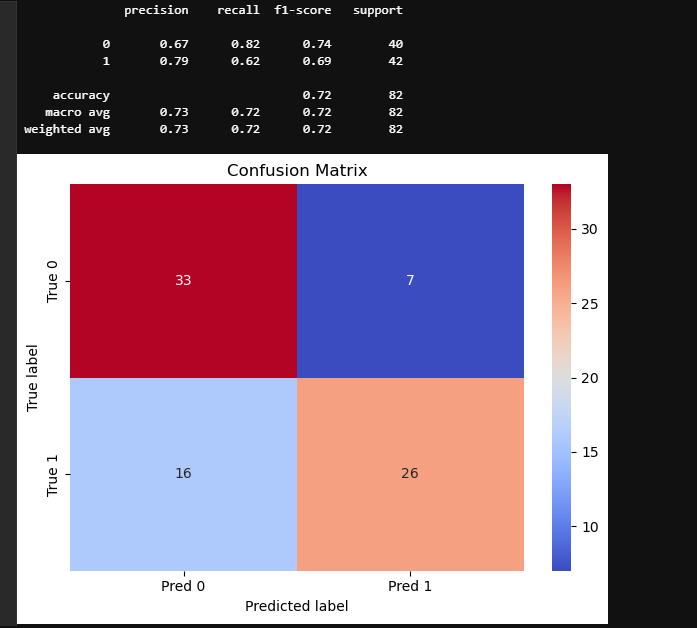 precision recall f1-score support
0 0.67 0.82 0.74 40
1 0.79 0.62 0.69 42
accuracy 0.72 82
macro avg 0.73 0.72 0.72 82
weighted avg 0.73 0.72 0.72 82
Confusion Matrix
True label
True 0
True 1
33 7
16 26
Pred 0 Pred 1
Predicted label
30
25
20
15
10